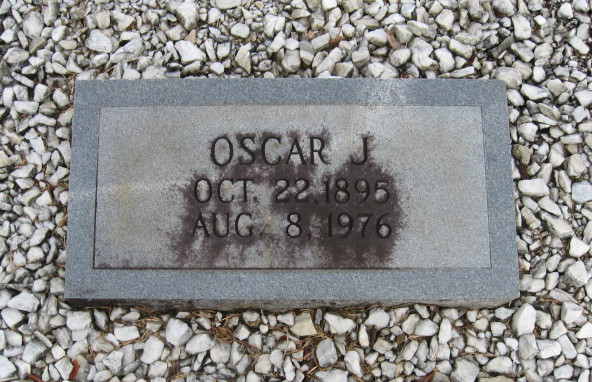 OSCAR J.
OCT. 22, 1895
AUG. 8, 1976